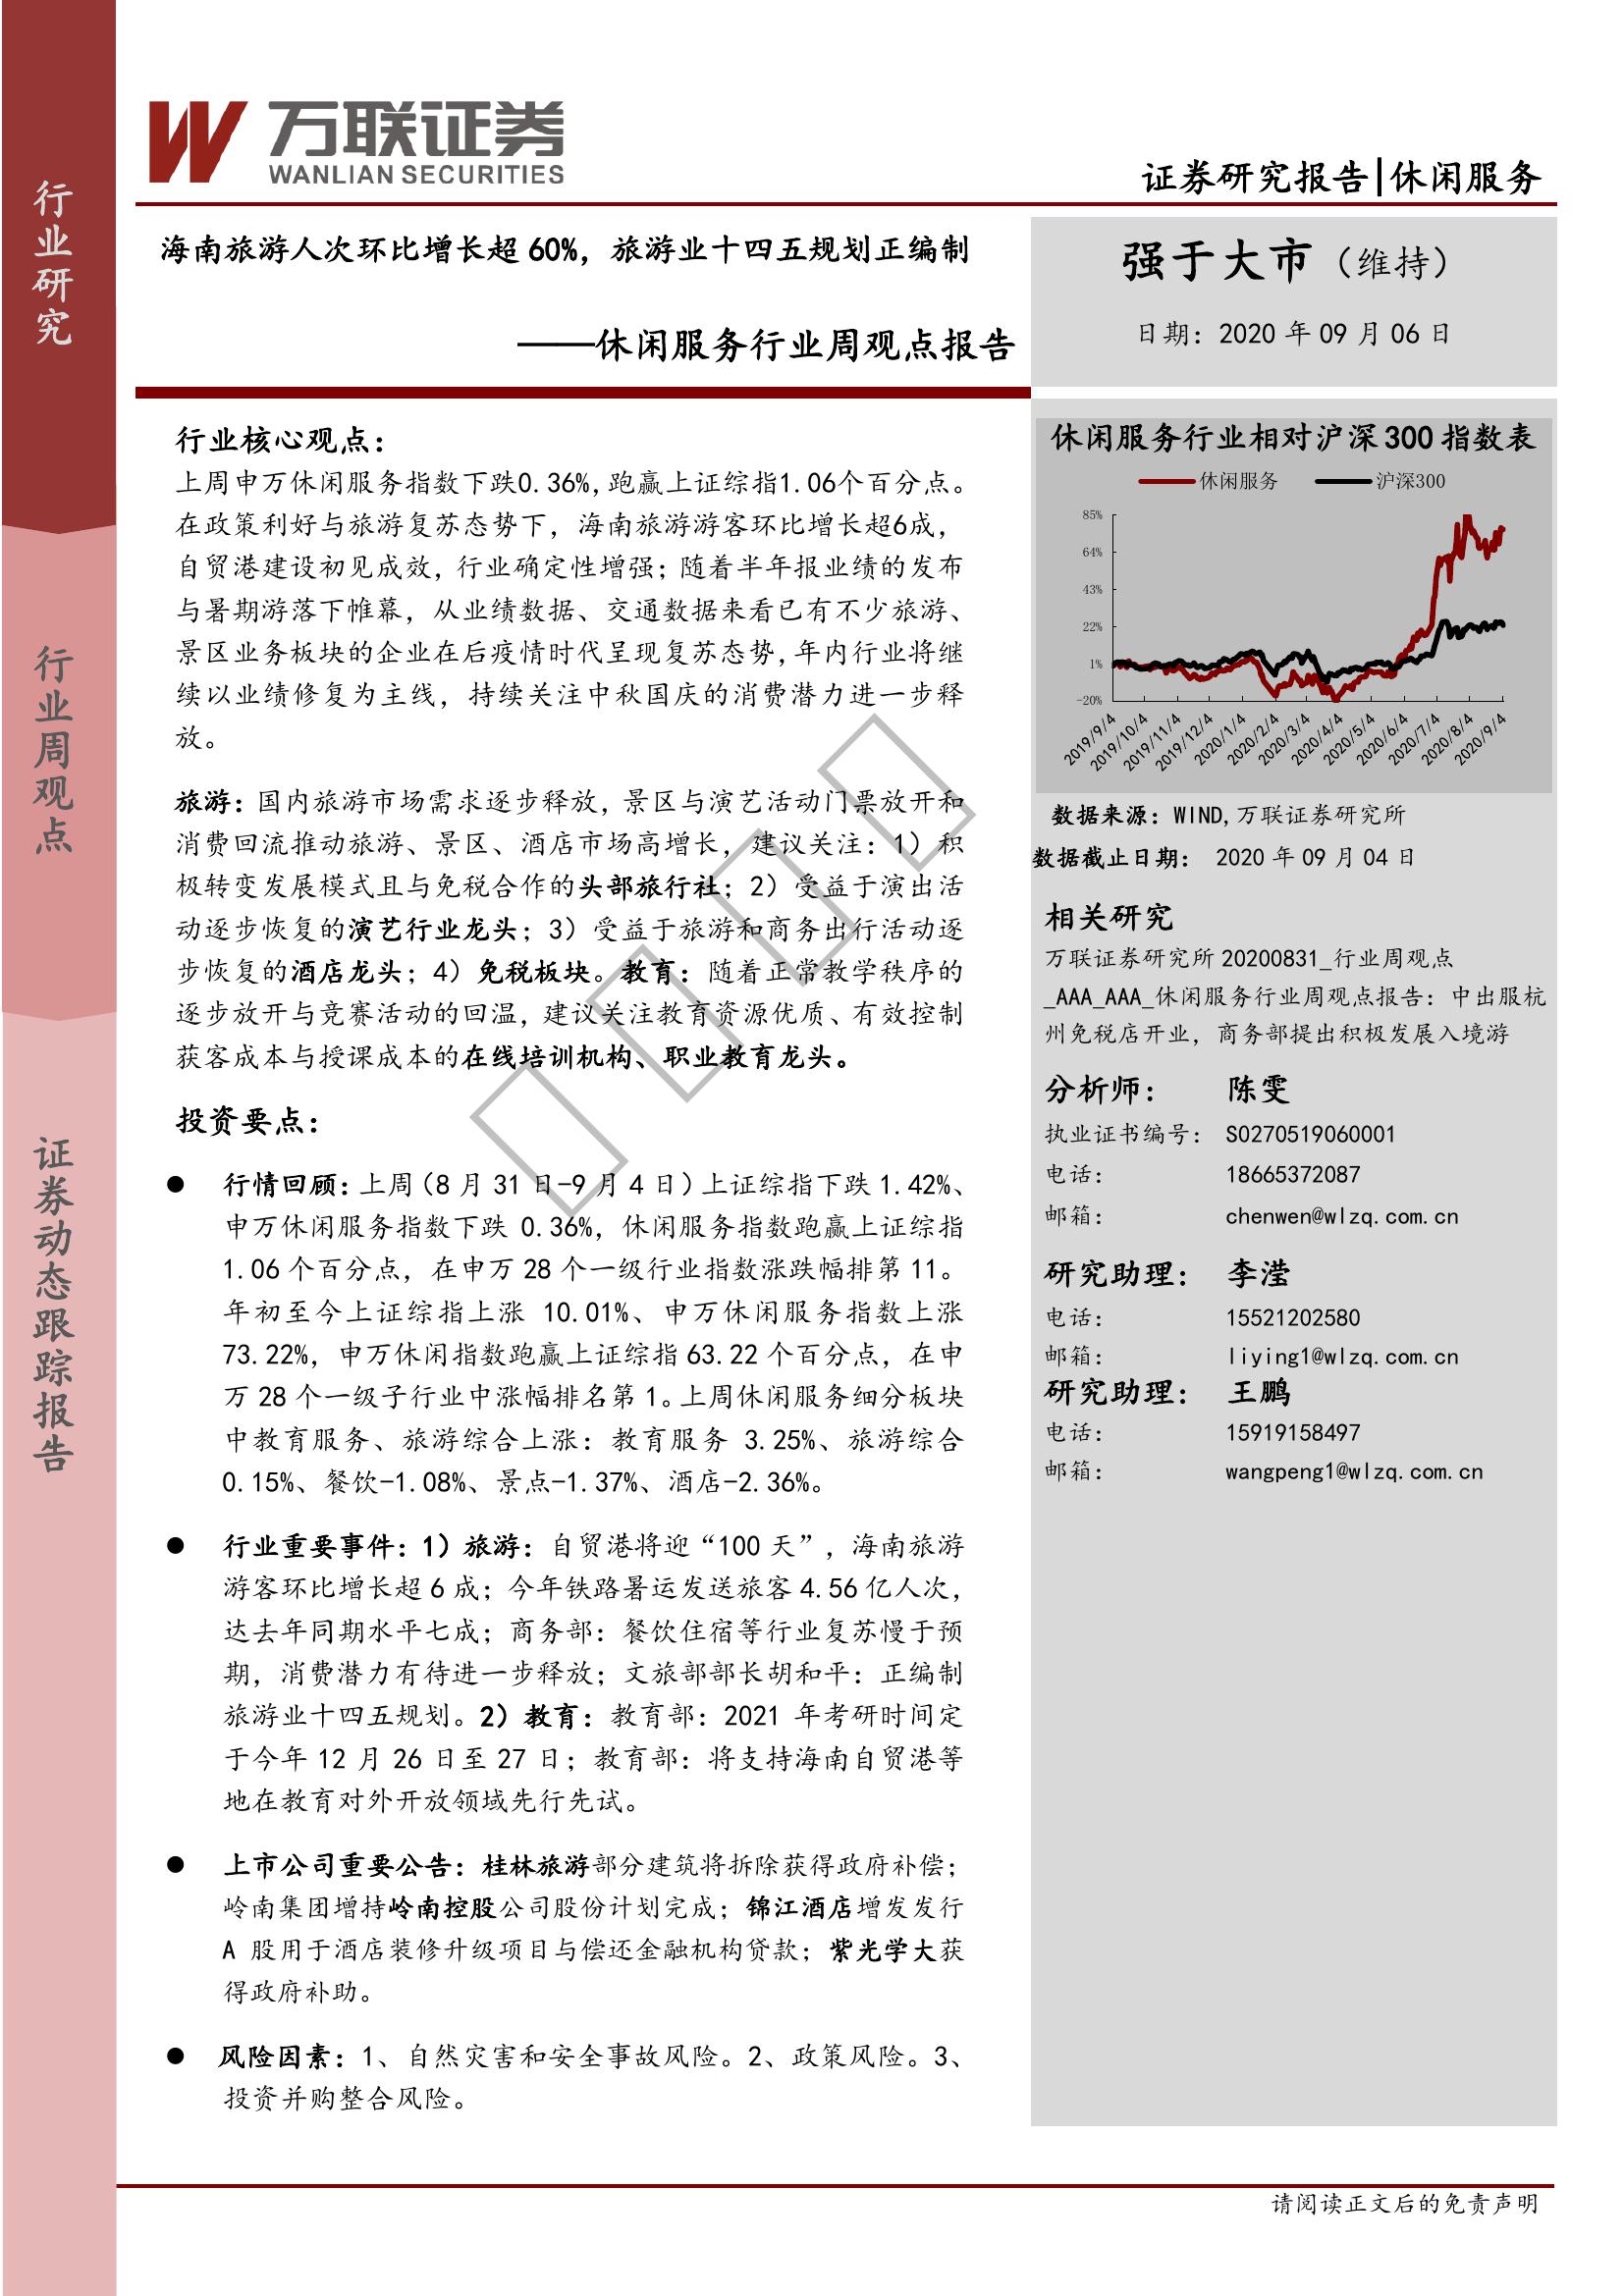 万联证券
WANLIAN SECURITIES
证券研究报告|休闲服务
行业研究
行业周观点
证券动态跟踪报告
海南旅游人次环比增长超 60%，旅游业十四五规划正编制
——休闲服务行业周观点报告
强于大市（维持）
日期：2020 年 09 月 06 日
行业核心观点：
上周申万休闲服务指数下跌0.36%,跑赢上证综指1.06个百分点。
在政策利好与旅游复苏态势下，海南旅游游客环比增长超6成，
自贸港建设初见成效，行业确定性增强；随着半年报业绩的发布
与暑期游落下帷幕，从业绩数据、交通数据来看已有不少旅游、
景区业务板块的企业在后疫情时代呈现复苏态势，年内行业将继
续以业绩修复为主线，持续关注中秋国庆的消费潜力进一步释
放。
旅游：国内旅游市场需求逐步释放，景区与演艺活动门票放开和
消费回流推动旅游、景区、酒店市场高增长，建议关注：1）积
极转变发展模式且与免税合作的头部旅行社；2）受益于演出活
动逐步恢复的演艺行业龙头；3）受益于旅游和商务出行活动逐
步恢复的酒店龙头；4）免税板块。教育：随着正常教学秩序的
逐步放开与竞赛活动的回温，建议关注教育资源优质、有效控制
获客成本与授课成本的在线培训机构、职业教育龙头。
投资要点：
● 行情回顾：上周（8 月 31 日-9 月 4 日）上证综指下跌 1.42%、
申万休闲服务指数下跌 0.36%，休闲服务指数跑赢上证综指
1.06 个百分点，在申万 28 个一级行业指数涨跌幅排第 11。
年初至今上证综指上涨 10.01%、申万休闲服务指数上涨
73.22%，申万休闲指数跑赢上证综指 63.22 个百分点，在申
万 28 个一级子行业中涨幅排名第 1。上周休闲服务细分板块
中教育服务、旅游综合上涨：教育服务 3.25%、旅游综合
0.15%、餐饮-1.08%、景点-1.37%、酒店-2.36%。
● 行业重要事件：1）旅游：自贸港将迎“100 天”，海南旅游
游客环比增长超 6 成；今年铁路暑运发送旅客 4.56 亿人次，
达去年同期水平七成；商务部：餐饮住宿等行业复苏慢于预
期，消费潜力有待进一步释放；文旅部部长胡和平：正编制
旅游业十四五规划。2）教育：教育部：2021 年考研时间定
于今年 12 月 26 日至 27 日；教育部：将支持海南自贸港等
地在教育对外开放领域先行先试。
● 上市公司重要公告：桂林旅游部分建筑将拆除获得政府补偿；
岭南集团增持岭南控股公司股份计划完成；锦江酒店增发发行
A 股用于酒店装修升级项目与偿还金融机构贷款；紫光学大获
得政府补助。
● 风险因素：1、自然灾害和安全事故风险。2、政策风险。3、
投资并购整合风险。
休闲服务行业相对沪深 300 指数表
休闲服务 沪深300
85%
64%
43%
22%
1%
-20%
2019/9/4 2019/10/4 2019/11/4 2019/12/4 2020/1/4 2020/2/4 2020/3/4 2020/4/4 2020/5/4 2020/6/4 2020/7/4 2020/8/4 2020/9/4
数据来源：WIND,万联证券研究所
数据截止日期： 2020 年 09 月 04 日
相关研究
万联证券研究所 20200831_行业周观点
_AAA_AAA_休闲服务行业周观点报告：中出服杭
州免税店开业，商务部提出积极发展入境游
分析师： 陈雯
执业证书编号： S0270519060001
电话： 18665372087
邮箱： chenwen@wlzq.com.cn
研究助理： 李滢
电话： 15521202580
邮箱： liying1@wlzq.com.cn
研究助理： 王鹏
电话： 15919158497
邮箱： wangpeng1@wlzq.com.cn
请阅读正文后的免责声明